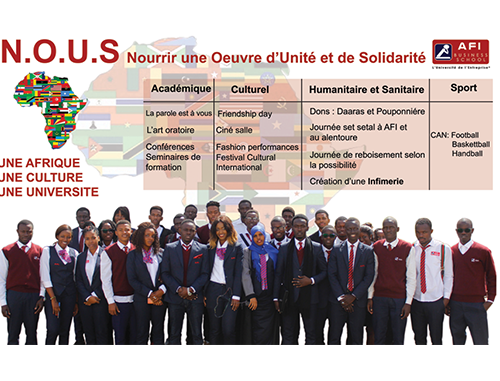 N.O.U.S Nourrir une Oeuvre d'Unité et de Solidarité
AFI
BUSINESS
SCHOOL
L'Université de l'Entreprise
Académique
La parole est à vous
L'art oratoire
Conférences
Seminaires de
formation
Culturel
Friendship day
Ciné salle
Fashion performances
Festival Cultural
International
Humanitaire et Sanitaire
Dons : Daaras et Pouponnière
Journée set setal à AFI et
au alentoure
Journée de reboisement selon
la possibilité
Création d'une Infimerie
Sport
CAN: Football
Baskettball
Handball
UNE AFRIQUE
UNE CULTURE
UNE UNIVERSITE